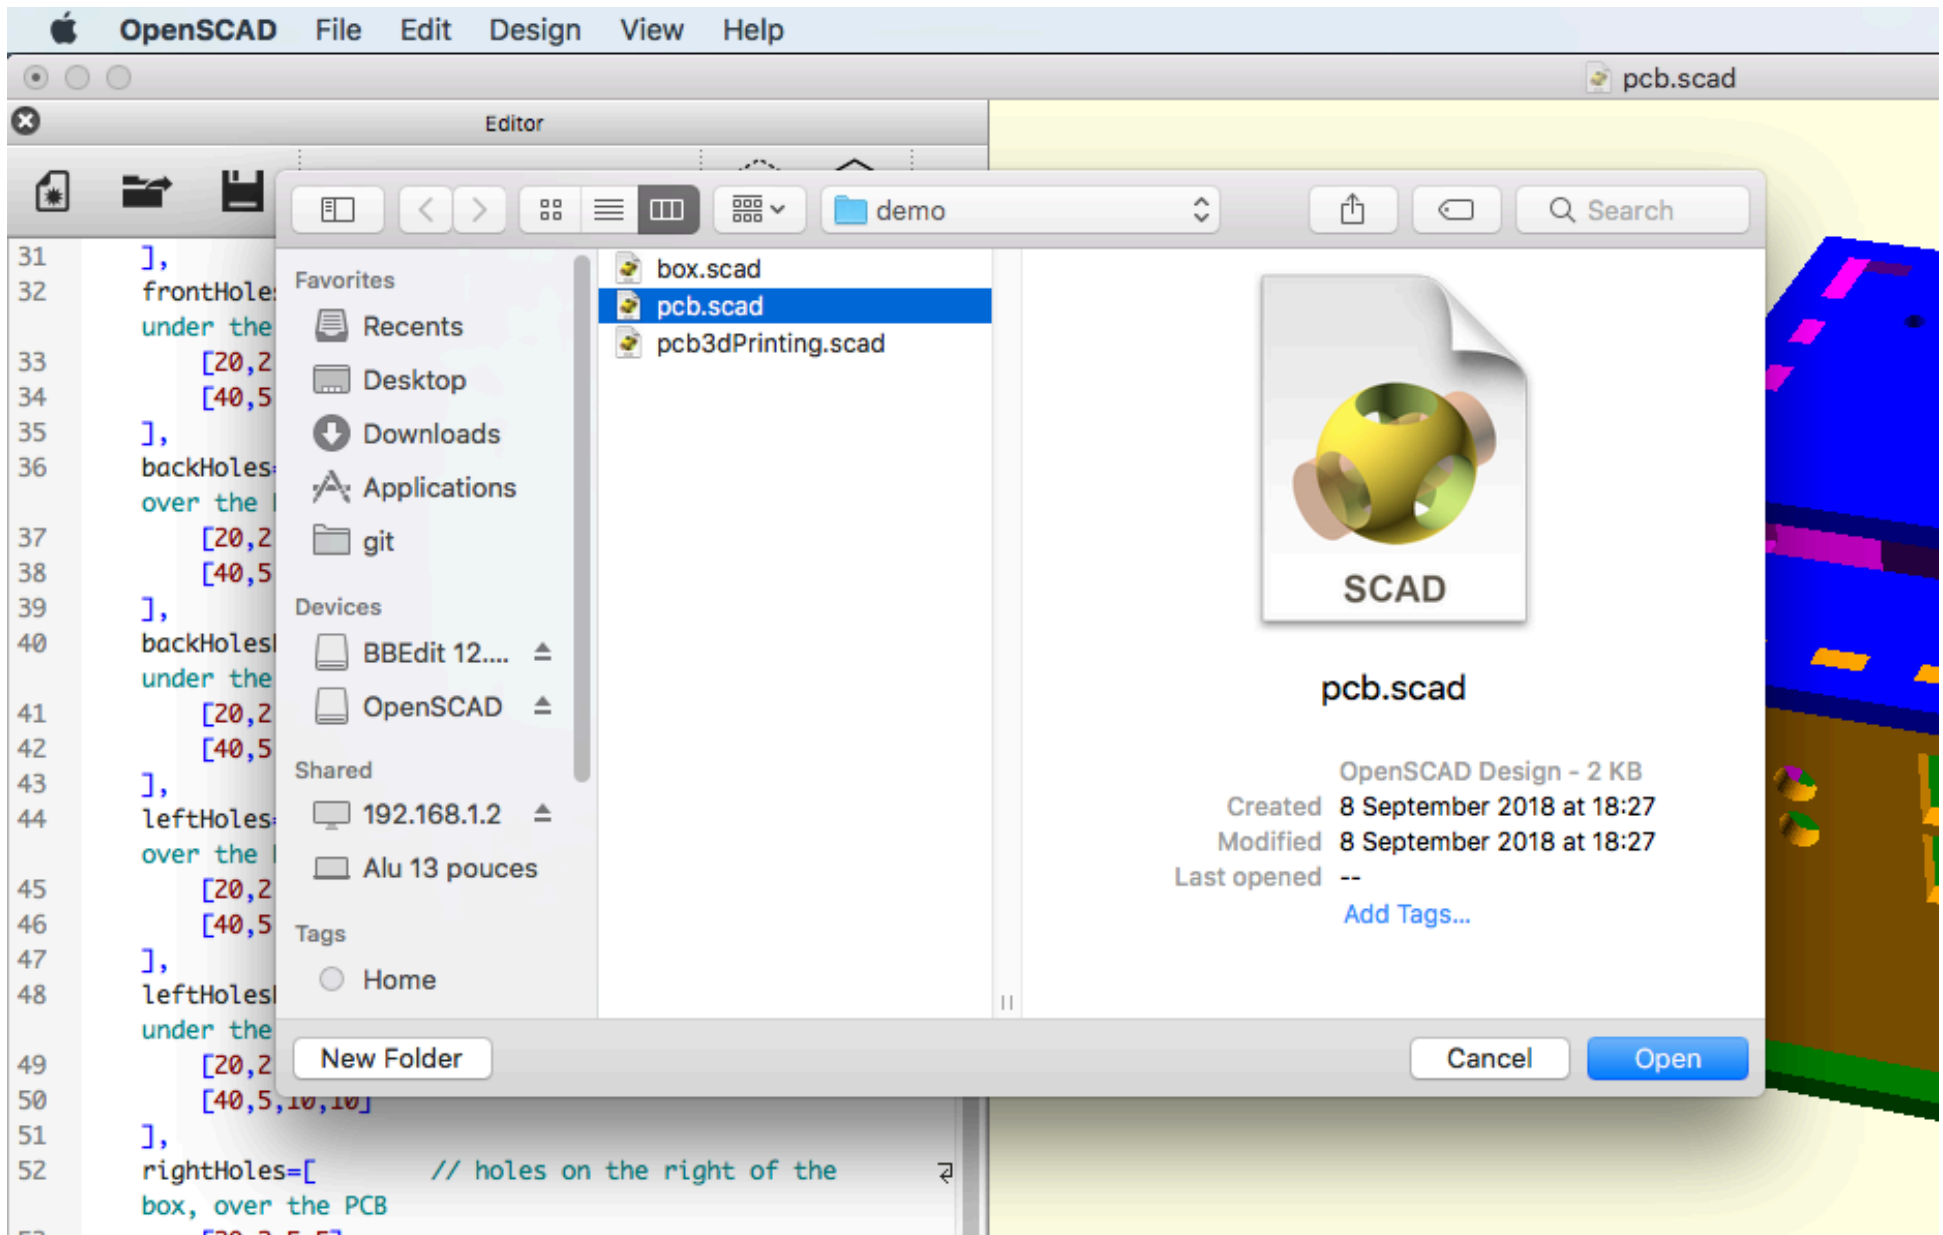 OpenSCAD File Edit Design View Help
pcb.scad
Editor
demo
Search
31 ],
32 frontHoles
under the
33 [20,2
34 [40,5
35 ],
36 backHoles=
over the
37 [20,2
38 [40,5
39 ],
40 backHoles
under the
41 [20,2
42 [40,5
43 ],
44 leftHoles=
over the
45 [20,2
46 [40,5
47 ],
48 leftHoles
under the
49 [20,2
50 [40,5,10,10]
51 ],
52 rightHoles=[ // holes on the right of the
box, over the PCB
Favorites
Recents
Desktop
Downloads
Applications
git
Devices
BBEdit 12....
OpenSCAD
Shared
192.168.1.2
Alu 13 pouces
Tags
Home
box.scad
pcb.scad
pcb3dPrinting.scad
SCAD
pcb.scad
OpenSCAD Design - 2 KB
Created 8 September 2018 at 18:27
Modified 8 September 2018 at 18:27
Last opened --
Add Tags...
New Folder
Cancel
Open